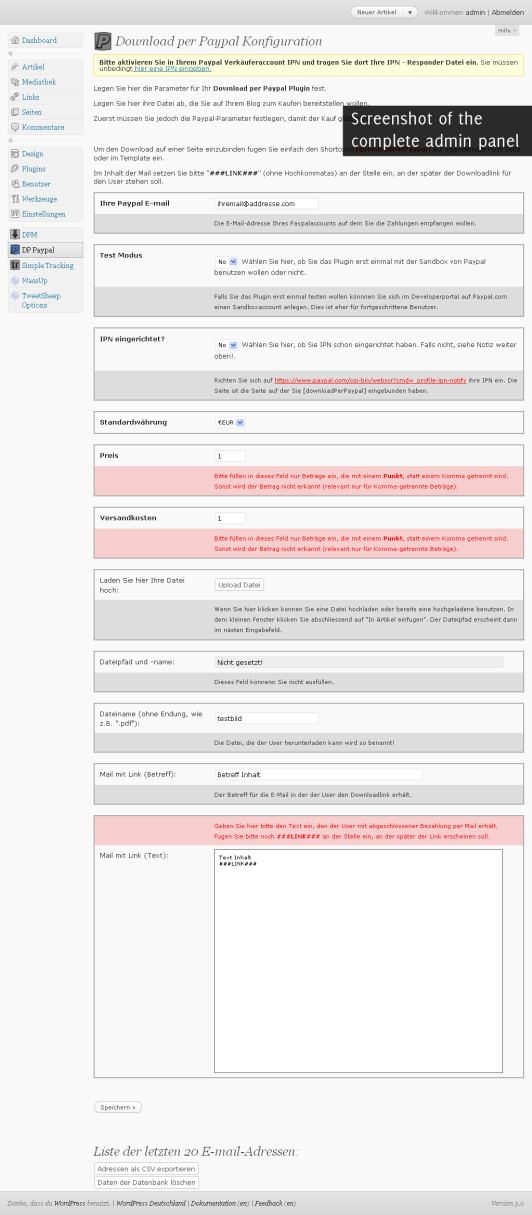 Neuer Artikel
Willkommen admin | Abmelden
Hilfe
Dashboard
Artikel
Mediathek
Links
Seiten
Kommentare
Design
Plugins
Benutzer
Werkzeuge
Einstellungen
DPM
DP Paypal
Simple Tracking
WassUp
TweetSheep
Options
Download per Paypal Konfiguration
Bitte aktivieren Sie in Ihrem Paypal Verkäuferaccount IPN und tragen Sie dort Ihre IPN - Responder Datei ein. Sie müssen
unbedingt hier eine IPN eingeben.
Legen Sie hier die Parameter für Ihr Download per Paypal Plugin fest.
Legen Sie hier ihre Datei ab, die Sie auf Ihrem Blog zum Kaufen bereitstellen wollen.
Zuerst müssen Sie jedoch die Paypal-Parameter festlegen, damit der Kauf
Screenshot of the
complete admin panel
Um den Download auf einer Seite einzubinden fugen Sie einfach den
oder im Template ein.
Im Inhalt der Mail setzen Sie bitte "###LINK###" (ohne Hochkommatas) an der Stelle ein, an der später der Downloadlink für
den User stehen soll.
Ihre Paypal E-mail
ihremail@addresse.com
Die E-Mail-Adresse Ihres Paypalaccounts auf dem Sie die Zahlungen empfangen wollen.
Test Modus
No Wählen Sie hier, ob Sie das Plugin erst einmal mit der Sandbox von Paypal
benutzen wollen oder nicht.
Falls Sie das Plugin erst einmal testen wollen könnnen Sie sich im Developerportal auf Paypal.com
einen Sandboxaccount anlegen. Dies ist eher für fortgeschrittene Benutzer.
IPN eingerichtet?
No Wählen Sie hier, ob Sie IPN schon eingerichtet haben. Falls nicht, siehe Notiz weiter
oben!.
Richten Sie sich auf https://www.paypal.com/cgi-bin/webscr?cmd=_profile-ipn-notify ihre IPN ein. Die
Seite ist die Seite auf der Sie [downloadPerPaypal] eingebunden haben.
Standardwährung
€EUR
Preis
1
Bitte füllen in dieses Feld nur Beträge ein, die mit einem Punkt, statt einem Komma getrennt sind.
Sonst wird der Betrag nicht erkannt (relevant nur für Komma-getrennte Beträge).
Versandkosten
1
Bitte füllen in dieses Feld nur Beträge ein, die mit einem Punkt, statt einem Komma getrennt sind.
Sonst wird der Betrag nicht erkannt (relevant nur für Komma-getrennte Beträge).
Laden Sie hier Ihre Datei
hoch:
Upload Datei
Wenn Sie hier klicken konnen Sie eine Datei hochladen oder bereits eine hochgeladene benutzen. In
dem kleinen Fenster klicken Sie abschliessend auf "In Artikel einfugen". Der Dateipfad erscheint dann
im nästen Eingabefeld.
Dateipfad und -name:
Nicht gesetzt!
Dieses Feld konnenn Sie nicht ausfüllen.
Dateiname (ohne Endung, wie
z.B. ".pdf"):
testbild
Die Datei, die der User herunterladen kann wird so benannt!
Mail mit Link (Betreff):
Betreff Inhalt
Der Betreff für die E-Mail in der der User den Downloadlink erhält.
Geben Sie hier bitte den Text ein, den der User mit abgeschlossener Bezahlung per Mail erhält.
Fugen Sie bitte noch ###LINK### an der Stelle ein, an der später der Link erscheinen soll.
Mail mit Link (Text):
Text Inhalt
###LINK###
Speichern »
Liste der letzten 20 E-mail-Adressen:
Adressen als CSV exportieren
Daten der Datenbank löschen
Danke, dass du WordPress benutzt. | WordPress Deutschland | Dokumentation (en) | Feedback (en)
Version 3.0